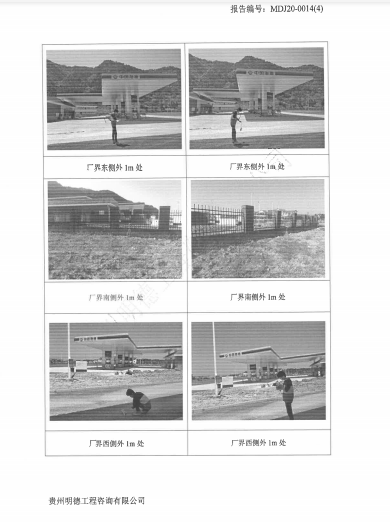 报告编号：MDJ20-0014(4)
厂界东侧外 1m 处
厂界东侧外 1m 处
厂界南侧外 1m 处
厂界南侧外 1m 处
厂界西侧外 1m 处
厂界西侧外 1m 处
贵州明德工程咨询有限公司